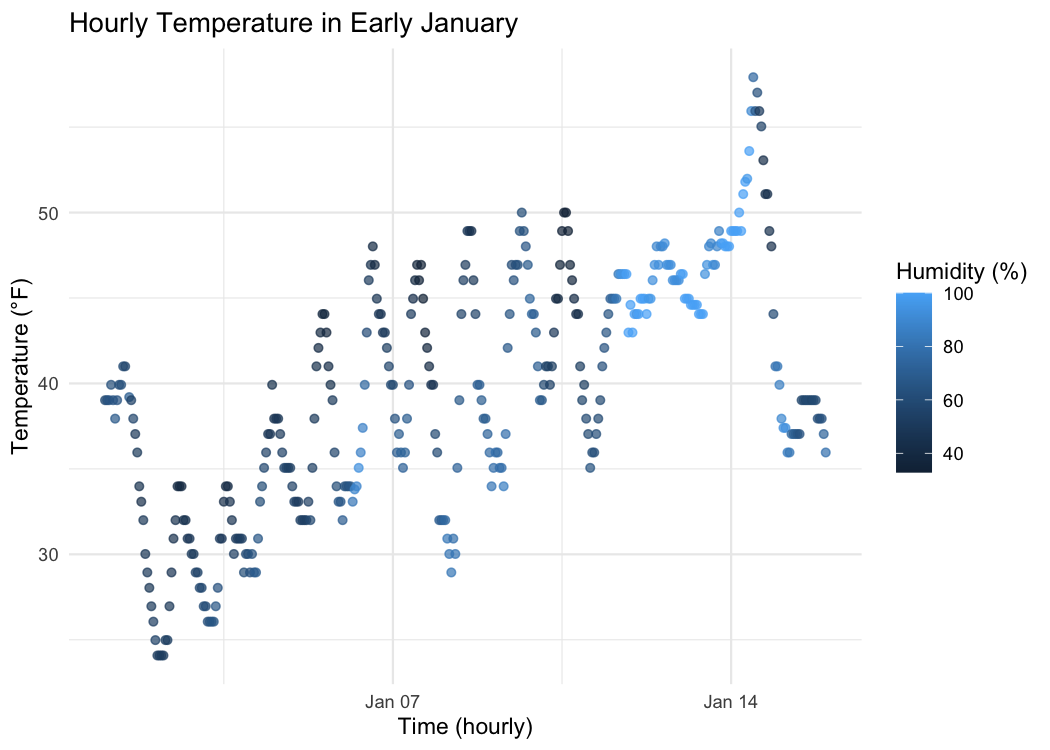 Hourly Temperature in Early January
Temperature (°F)
50
40
30
Jan 07
Jan 14
Time (hourly)
Humidity (%)
100
80
60
40